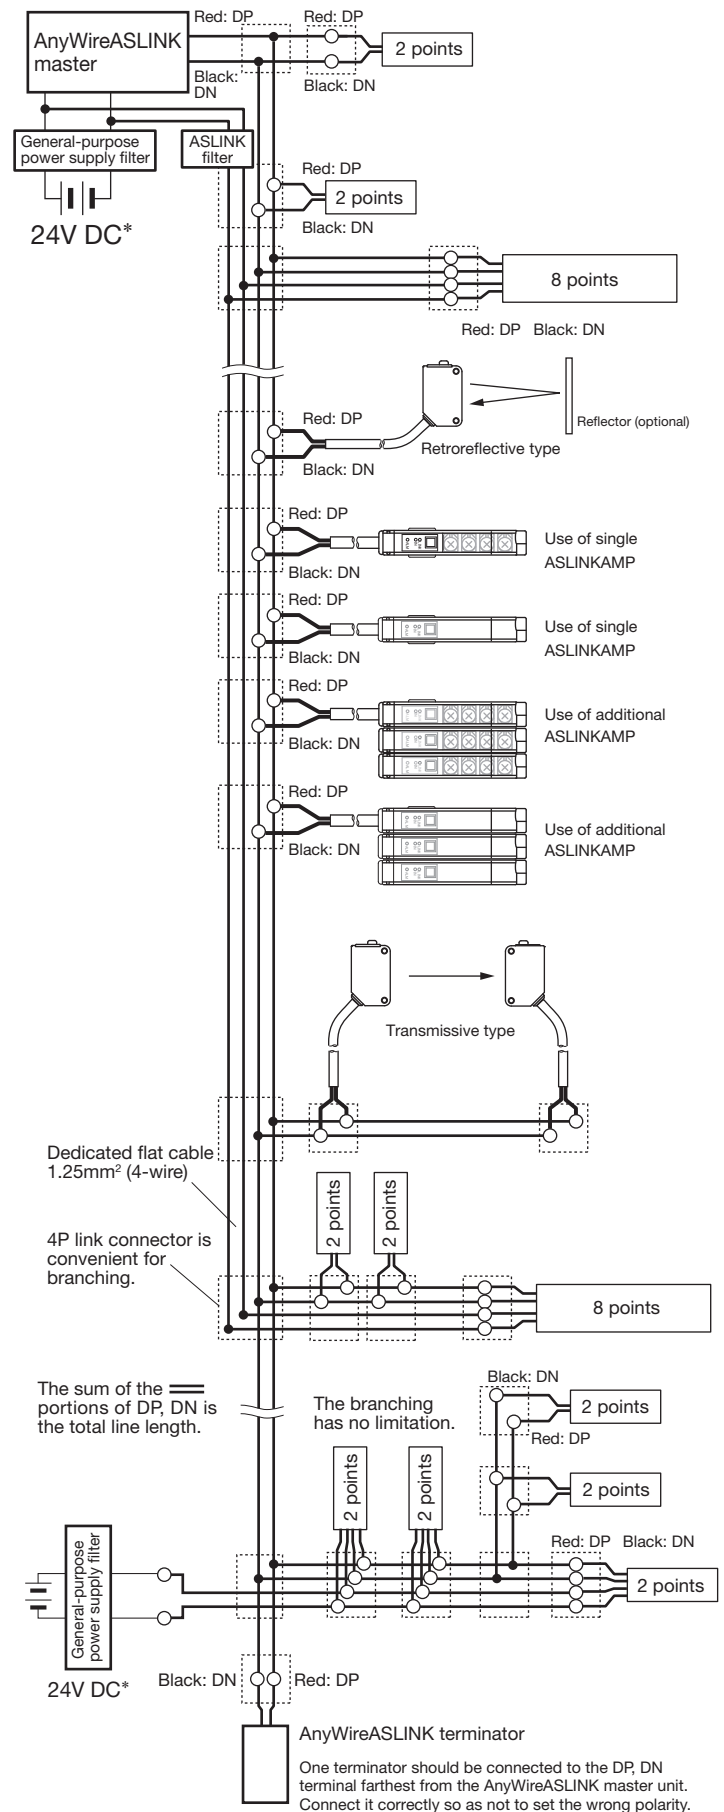 Red: DP
Red: DP
AnyWireASLINK
master
2 points
Black:
DN
Black: DN
General-purpose
power supply filter
ASLINK
filter
24V DC*
Red: DP
2 points
Black: DN
8 points
Red: DP Black: DN
Red: DP
Reflector (optional)
Retroreflective type
Black: DN
Red: DP
Use of single
ASLINKAMP
Black: DN
Red: DP
Use of single
ASLINKAMP
Black: DN
Red: DP
Use of additional
ASLINKAMP
Black: DN
Red: DP
Use of additional
ASLINKAMP
Black: DN
Transmissive type
Dedicated flat cable
1.25mm² (4-wire)
4P link connector is
convenient for
branching.
2 points
2 points
8 points
The sum of the
portions of DP, DN is
the total line length.
The branching
has no limitation.
Black: DN
2 points
Red: DP
2 points
2 points
2 points
Red: DP Black: DN
2 points
General-purpose
power supply filter
24V DC*
Black: DN
Red: DP
AnyWireASLINK terminator
One terminator should be connected to the DP, DN
terminal farthest from the AnyWireASLINK master unit.
Connect it correctly so as not to set the wrong polarity.